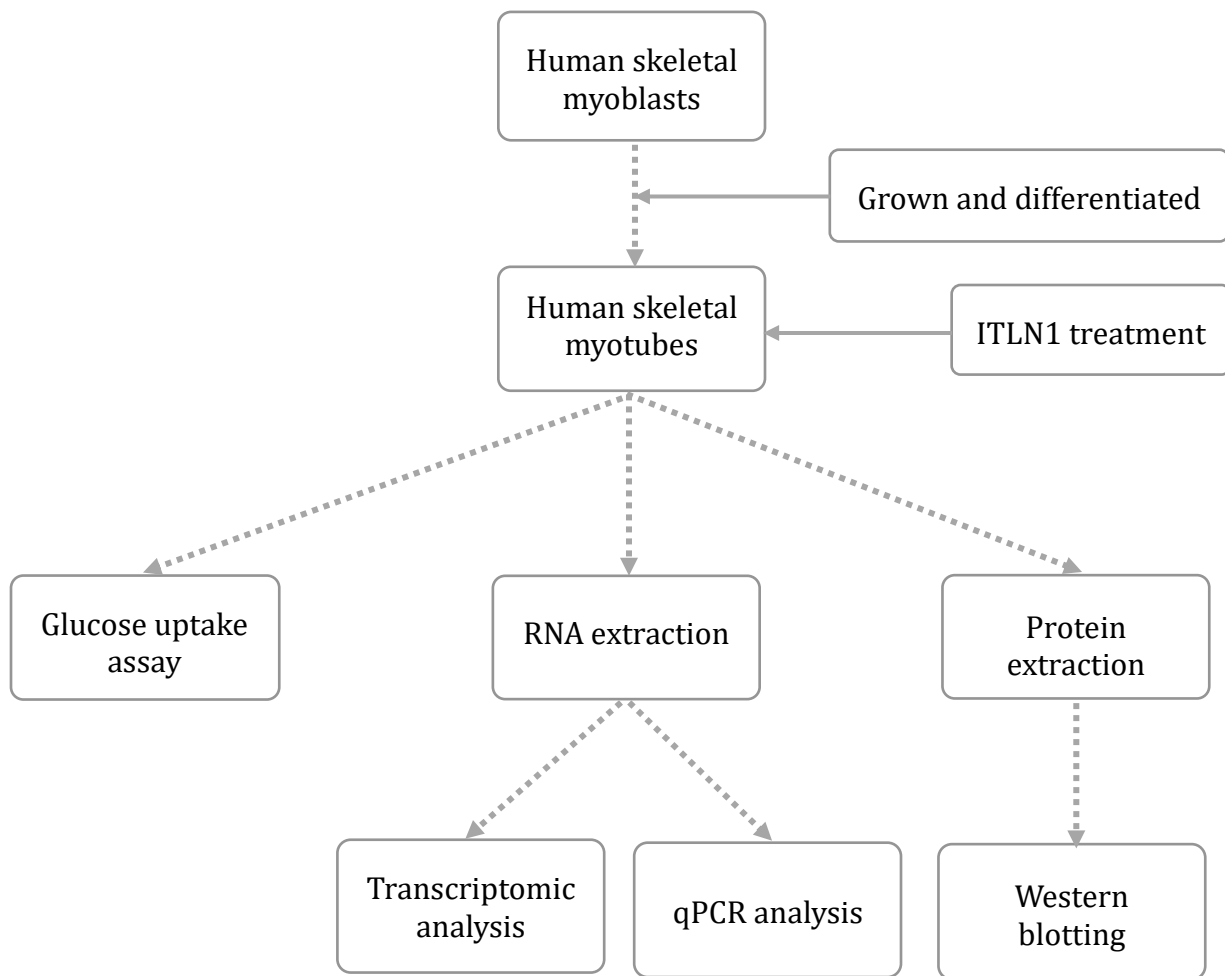 Human skeletal
myoblasts
Grown and differentiated
Human skeletal
myotubes
ITLN1 treatment
Glucose uptake
assay
RNA extraction
Protein
extraction
Transcriptomic
analysis
qPCR analysis
Western
blotting